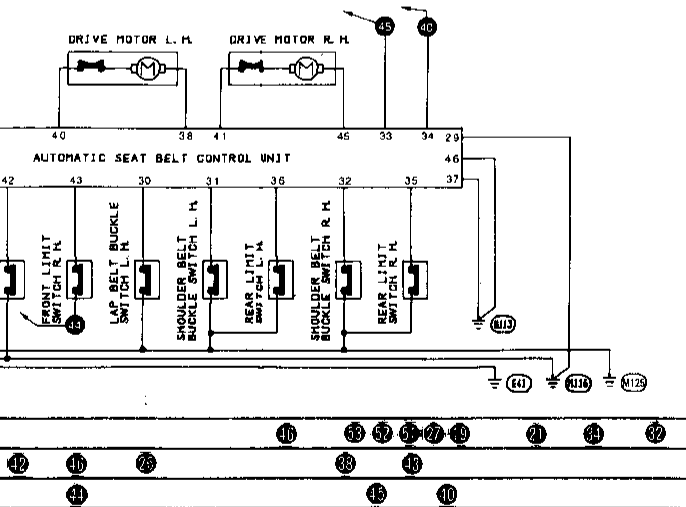 45 40
DRIVE MOTOR L.H. DRIVE MOTOR R.H.
M M
40 38 41 45 33 34 29
AUTOMATIC SEAT BELT CONTROL UNIT 46
37
42 43 30 31 36 32 35
FRONT LIMIT
SWITCH R.H.
LAP BELT BUCKLE
SWITCH L.H.
SHOULDER BELT
BUCKLE SWITCH L.H.
REAR LIMIT
SWITCH L.H.
SHOULDER BELT
BUCKLE SWITCH R.H.
REAR LIMIT
SWITCH R.H.
44
M113
E41 M116 M125
46 53 52 27 49 21 34 32
42 46 26 38 43
44 45 40